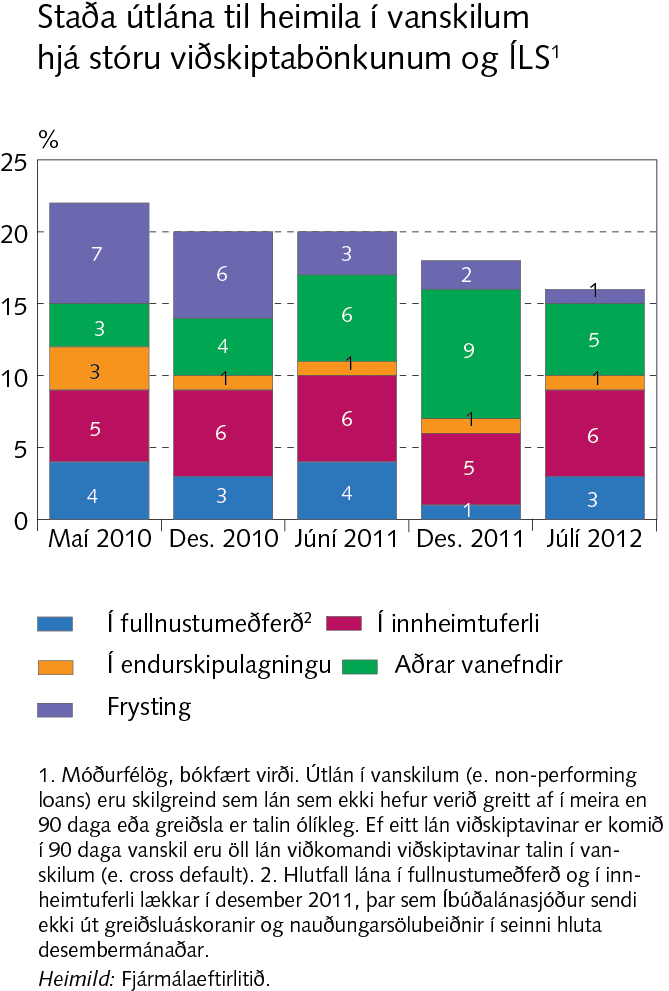 Staða útlána til heimila í vanskilum
hjá stóru viðskiptabönkunum og ÍLS¹
%
25
20
15
10
5
0
7
3
3
5
4
6
4
1
6
3
3
6
1
6
4
2
9
1
5
1
1
5
1
6
3
Maí 2010 Des. 2010 Júní 2011 Des. 2011 Júlí 2012
Í fullnustumeðferð² Í innheimtuferli
Í endurskipulagningu Aðrar vanefndir
Frysting
1. Móðurfélög, bókfært virði. Útlán í vanskilum (e. non-performing
loans) eru skilgreind sem lán sem ekki hefur verið greitt af í meira en
90 daga eða greiðsla er talin ólíkleg. Ef eitt lán viðskiptavinar er komið
í 90 daga vanskil eru öll lán viðkomandi viðskiptavinar talin í van-
skilum (e. cross default). 2. Hlutfall lána í fullnustumeðferð og í inn-
heimtuferli lækkar í desember 2011, þar sem Íbúðalánasjóður sendi
ekki út greiðsluáskoranir og nauðungarsölubeiðnir í seinni hluta
desembermánaðar.
Heimild: Fjármálaeftirlitið.